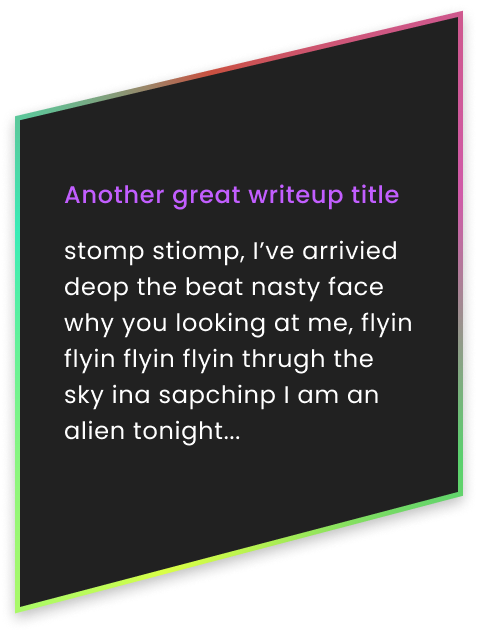 Another great writeup title
stomp stiomp, I’ve arrivied
deop the beat nasty face
why you looking at me, flyin
flyin flyin flyin thrugh the
sky ina sapchinp I am an
alien tonight...